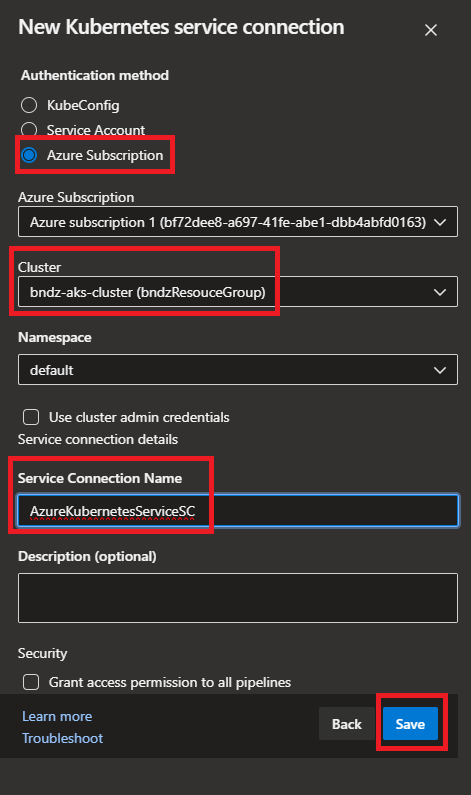 New Kubernetes service connection
Authentication method
KubeConfig
Service Account
Azure Subscription
Azure Subscription
Azure subscription 1 (bf72dee8-a697-41fe-abe1-dbb4abfd0163)
Cluster
bndz-aks-cluster (bndzResouceGroup)
Namespace
default
Use cluster admin credentials
Service connection details
Service Connection Name
AzureKubernetesServiceSC
Description (optional)
Security
Grant access permission to all pipelines
Learn more
Troubleshoot
Back
Save